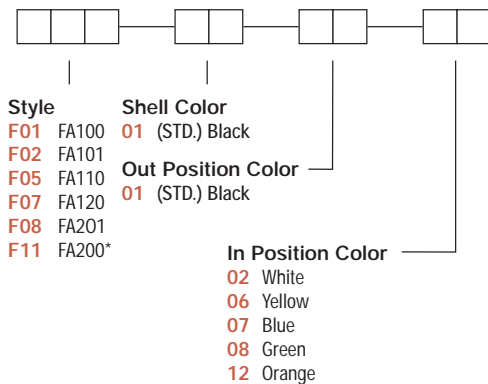 Style
F01 FA100
F02 FA101
F05 FA110
F07 FA120
F08 FA201
F11 FA200*
Shell Color
01 (STD.) Black
Out Position Color
01 (STD.) Black
In Position Color
02 White
06 Yellow
07 Blue
08 Green
12 Orange